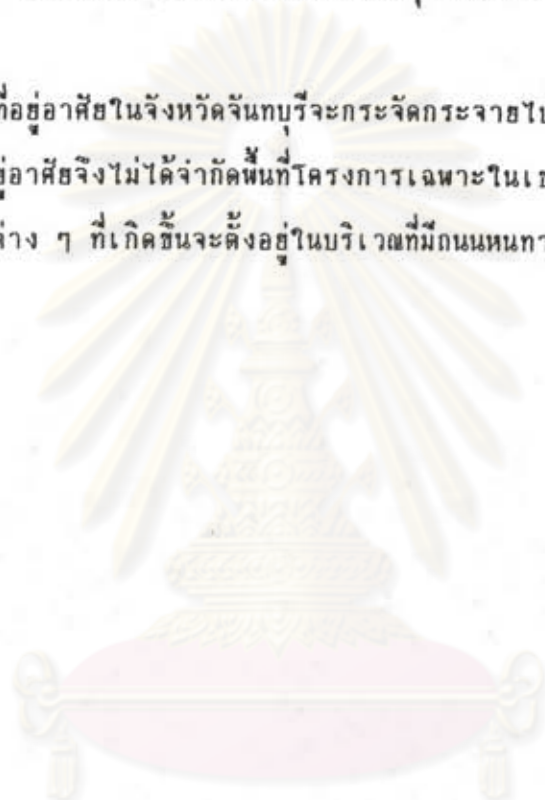 ที่อยู่อาศัยในจังหวัดจันทบุรีจะกระจัดกระจายไป
อยู่อาศัยจึงไม่ได้จำกัดพื้นที่โครงการเฉพาะในเข
ต่าง ๆ ที่เกิดขึ้นจะตั้งอยู่ในบริเวณที่มีถนนหนทา